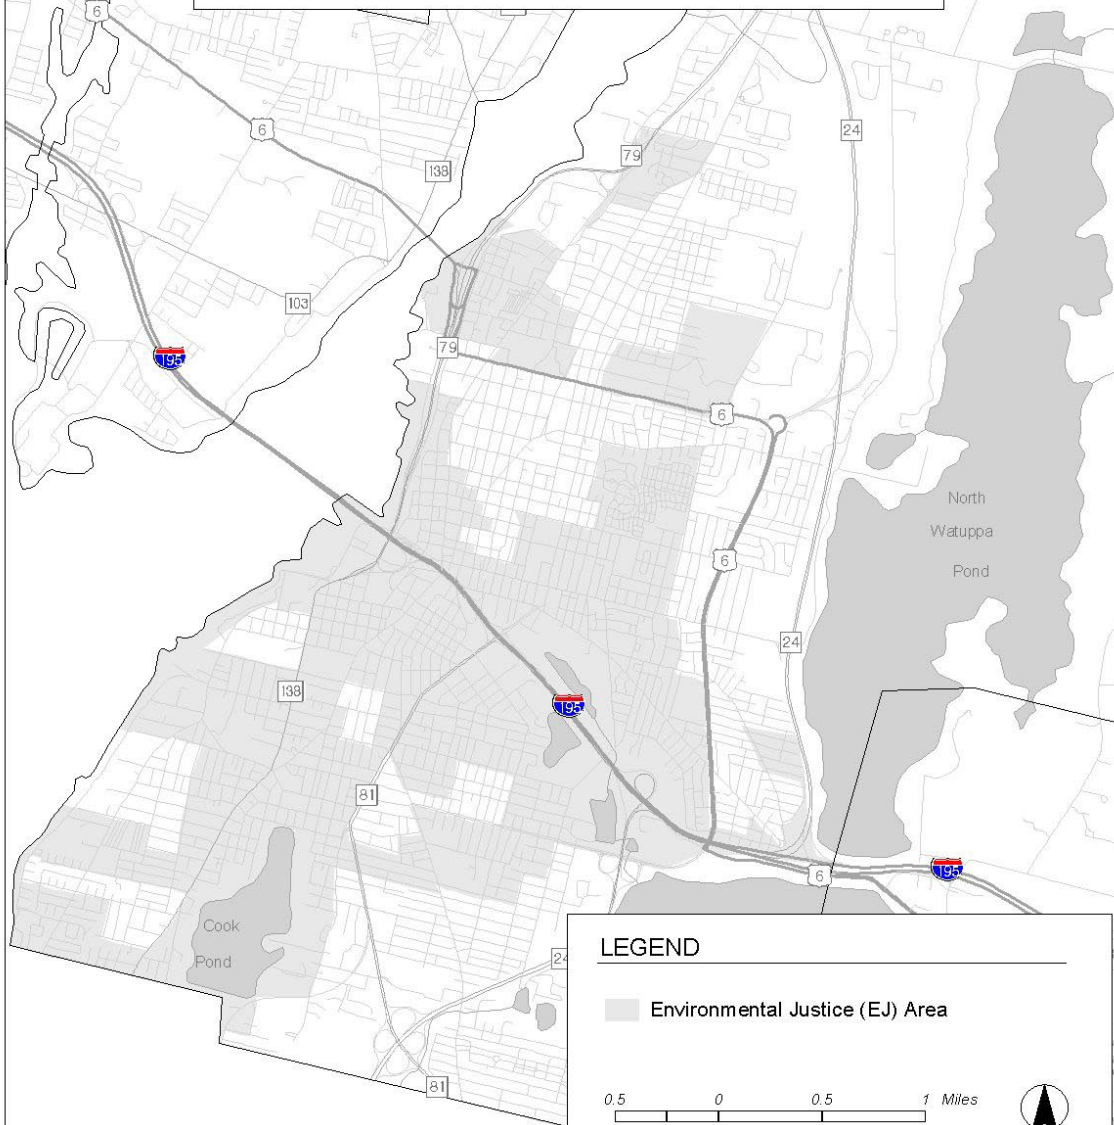 6
6
138
79
24
103
195
79
6
North
Watuppa
Pond
6
24
138
195
81
6
195
Cook
Pond
24
81
LEGEND
Environmental Justice (EJ) Area
0.5 0 0.5 1 Miles